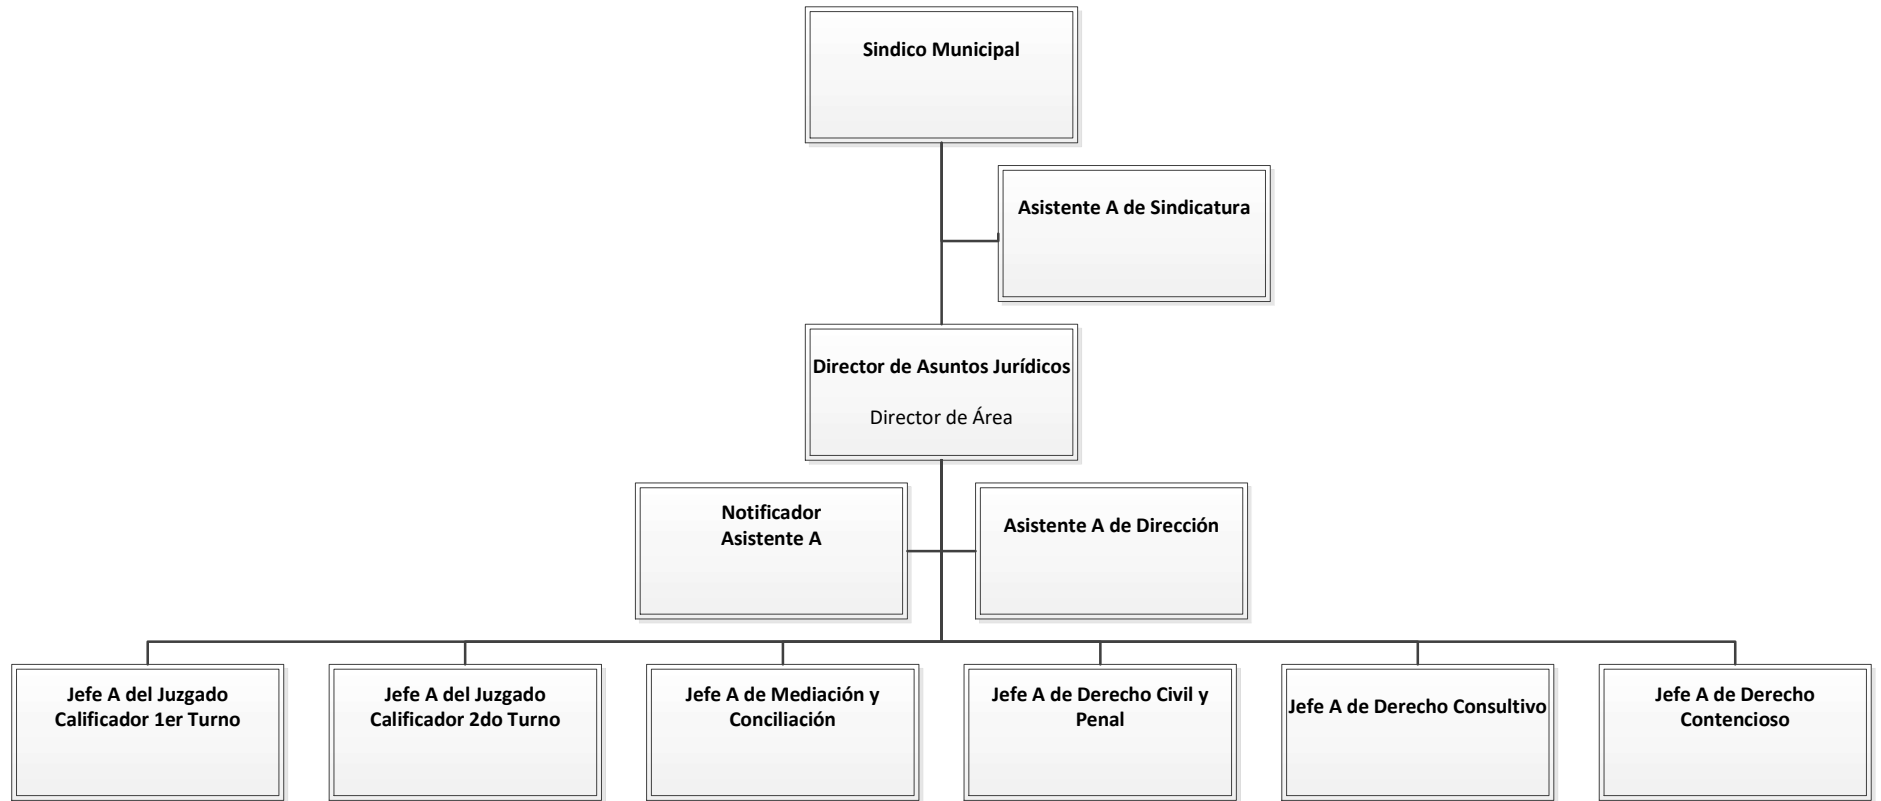 Sindico Municipal
Asistente A de Sindicatura
Director de Asuntos Jurídicos
Director de Área
Notificador
Asistente A
Asistente A de Dirección
Jefe A del Juzgado
Calificador 1er Turno
Jefe A del Juzgado
Calificador 2do Turno
Jefe A de Mediación y
Conciliación
Jefe A de Derecho Civil y
Penal
Jefe A de Derecho Consultivo
Jefe A de Derecho
Contencioso